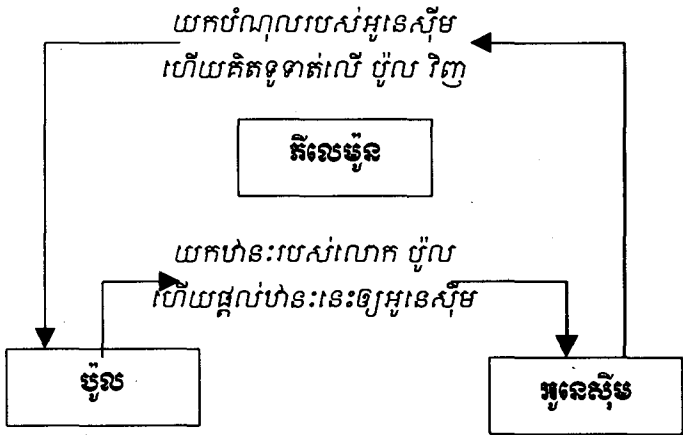 យកបំណុលរបស់អូនេស៊ីម
ហើយគិតទូទាត់លើ ប៉ូល វិញ
ភីលេម៉ូន
យកឋានៈរបស់លោក ប៉ូល
ហើយផ្តល់ឋានៈនេះឲ្យអូនេស៊ីម
ប៉ូល
អូនេស៊ីម